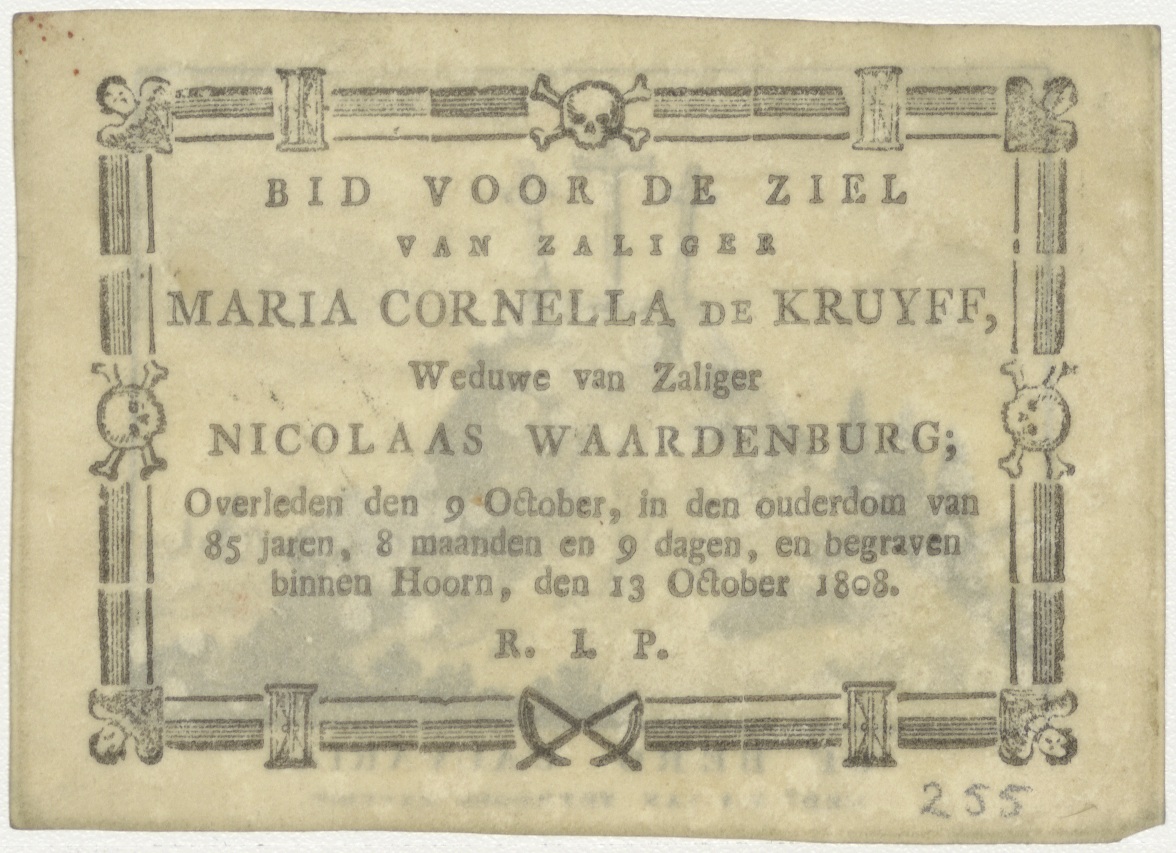 BID VOOR DE ZIEL
VAN ZALIGER
MARIA CORNELLA DE KRUYFF,
Weduwe van Zaliger
NICOLAAS WAARDENBURG;
Overleden den 9 October, in den ouderdom van
85 jaren, 8 maanden en 9 dagen, en begraven
binnen Hoorn, den 13 October 1808.
R. I. P.
255